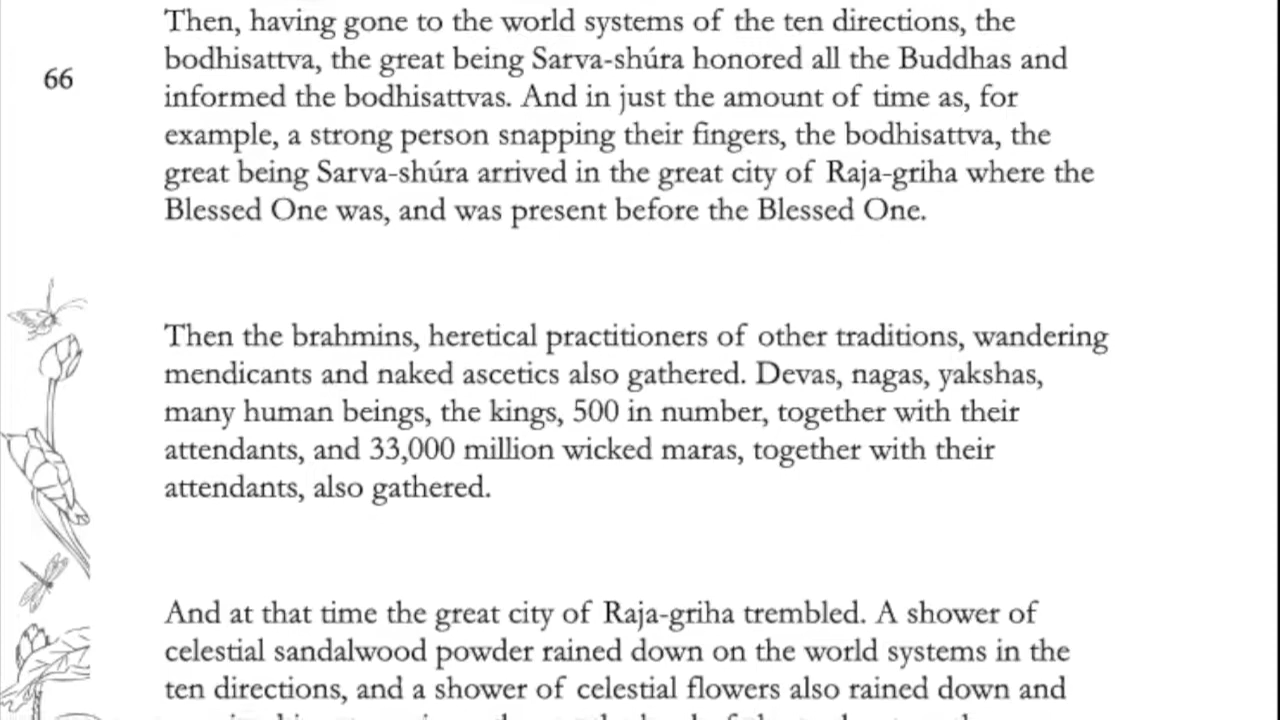 Then, having gone to the world systems of the ten directions, the
bodhisattva, the great being Sarva-shúra honored all the Buddhas and
66
informed the bodhisattvas. And in just the amount of time as, for
example, a strong person snapping their fingers, the bodhisattva, the
great being Sarva-shúra arrived in the great city of Raja-griha where the
Blessed One was, and was present before the Blessed One.
Then the brahmins, heretical practitioners of other traditions, wandering
mendicants and naked ascetics also gathered. Devas, nagas, yakshas,
many human beings, the kings, 500 in number, together with their
attendants, and 33,000 million wicked maras, together with their
attendants, also gathered.
And at that time the great city of Raja-griha trembled. A shower of
celestial sandalwood powder rained down on the world systems in the
ten directions, and a shower of celestial flowers also rained down and